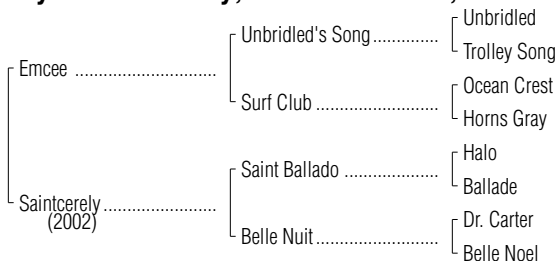 Unbridled
Unbridled's Song
Trolley Song
Emcee
Ocean Crest
Surf Club
Horns Gray
Halo
Saint Ballado
Ballade
Saintcerely
(2002)
Dr. Carter
Belle Nuit
Belle Noel